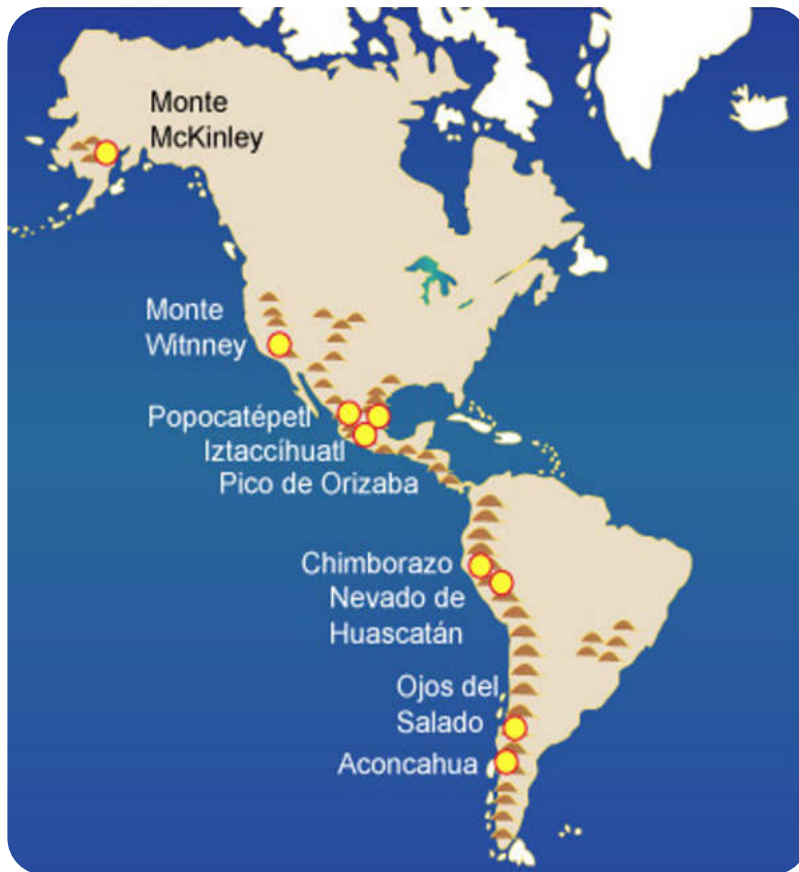 Monte
McKinley
Monte
Witnney
Popocatépetl
Iztaccíhuatl
Pico de Orizaba
Chimborazo
Nevado de
Huascatán
Ojos del
Salado
Aconcahua